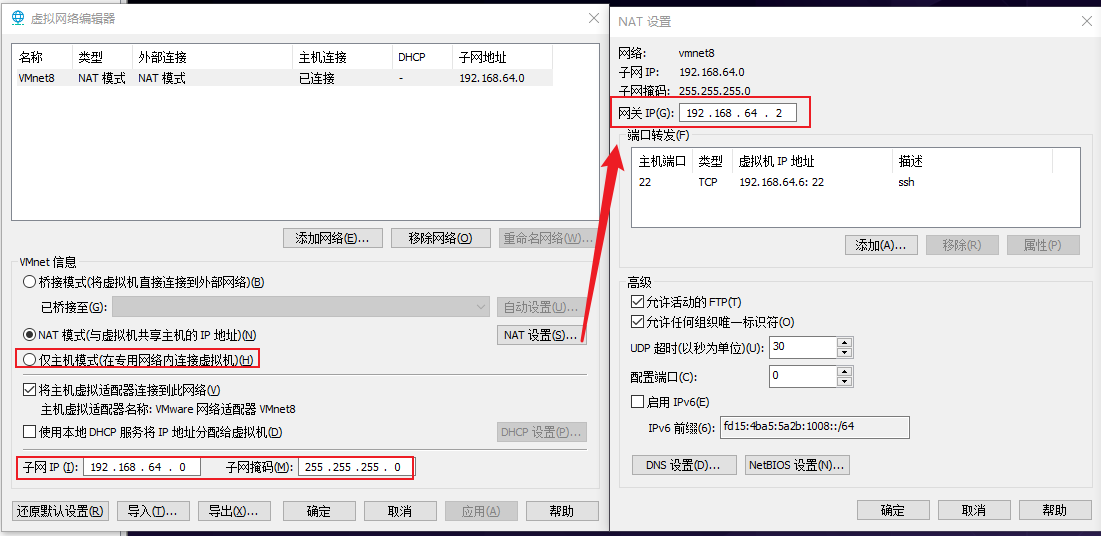 虚拟网络编辑器
名称 类型 外部连接 主机连接 DHCP 子网地址
VMnet8 NAT 模式 NAT 模式 已连接 - 192.168.64.0
添加网络(E)... 移除网络(O) 重命名网络(W)...
VMnet 信息
桥接模式(将虚拟机直接连接到外部网络)(B)
已桥接至(G): 自动设置(U)...
NAT 模式(与虚拟机共享主机的 IP 地址)(N) NAT 设置(S)...
仅主机模式(在专用网络内连接虚拟机)(H)
将主机虚拟适配器连接到此网络(V)
主机虚拟适配器名称: VMware 网络适配器 VMnet8
使用本地 DHCP 服务将 IP 地址分配给虚拟机(D) DHCP 设置(P)...
子网 IP (I): 192 .168 . 64 . 0 子网掩码(M): 255 .255 .255 . 0
还原默认设置(R) 导入(T)... 导出(X)... 确定 取消 应用(A) 帮助
NAT 设置
网络: vmnet8
子网 IP: 192.168.64.0
子网掩码: 255.255.255.0
网关 IP(G): 192 .168 . 64 . 2
端口转发(F)
主机端口 类型 虚拟机 IP 地址 描述
22 TCP 192.168.64.6: 22 ssh
添加(A)... 移除(R) 属性(P)
高级
允许活动的 FTP(T)
允许任何组织唯一标识符(O)
UDP 超时(以秒为单位)(U): 30
配置端口(C): 0
启用 IPv6(E)
IPv6 前缀(6): fd15:4ba5:5a2b:1008::/64
DNS 设置(D)... NetBIOS 设置(N)...
确定 取消 帮助